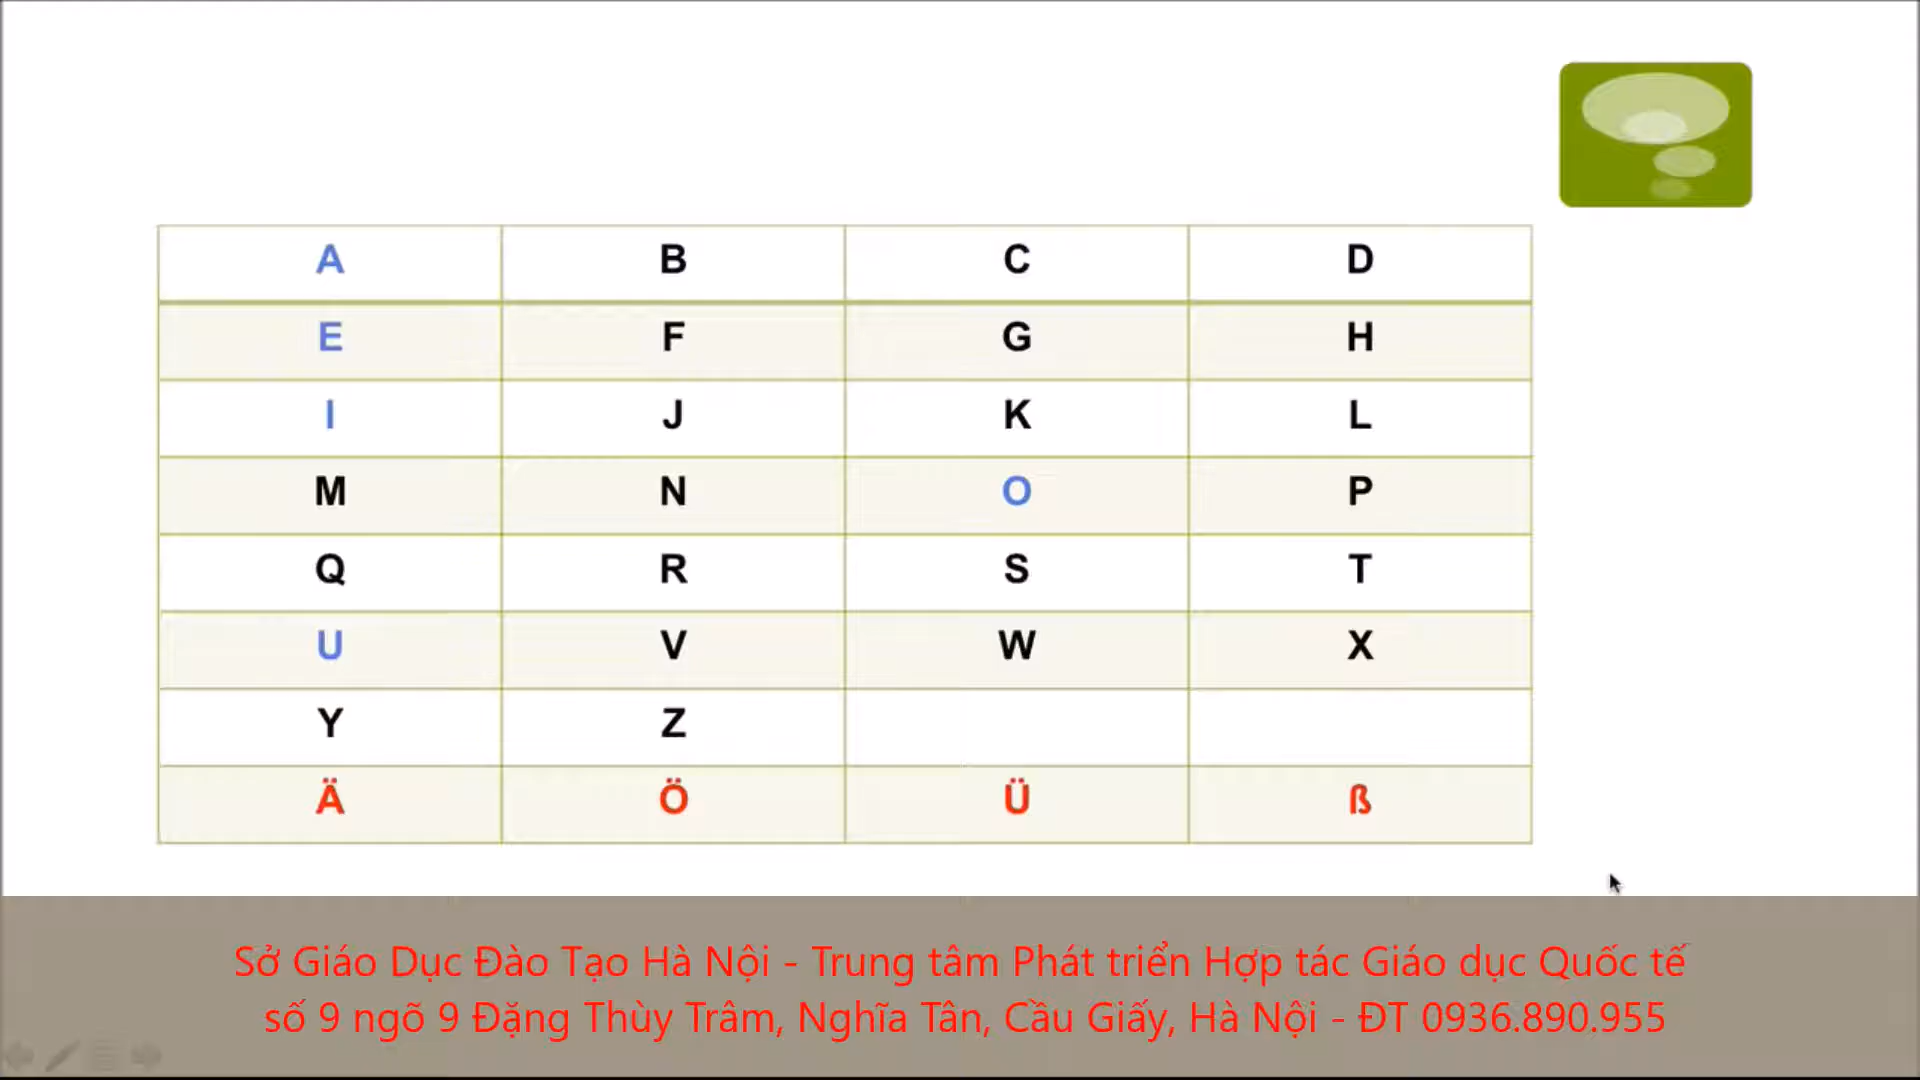 A B C D
E F G H
I J K L
M N O P
Q R S T
U V W X
Y Z
Ä Ö Ü ß
Sở Giáo Dục Đào Tạo Hà Nội - Trung tâm Phát triển Hợp tác Giáo dục Quốc tế
số 9 ngõ 9 Đặng Thùy Trâm, Nghĩa Tân, Cầu Giấy, Hà Nội - ĐT 0936.890.955